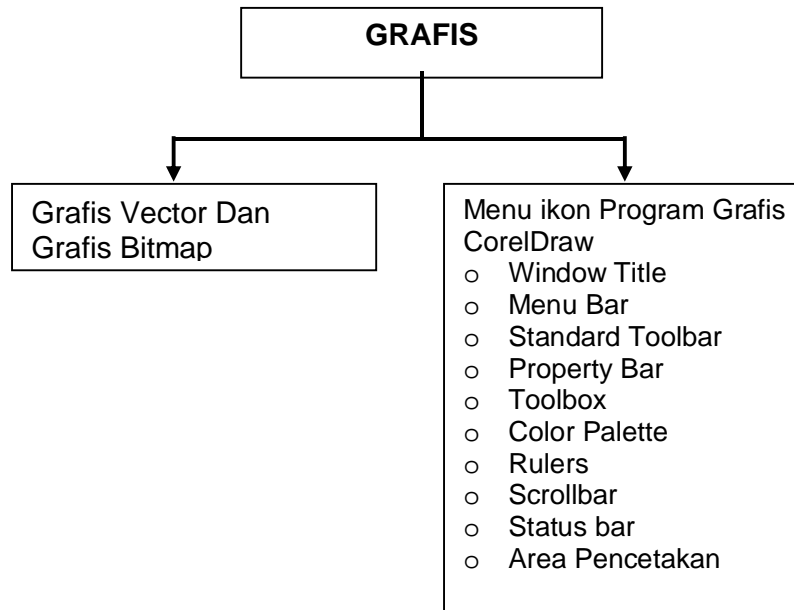 GRAFIS
Grafis Vector Dan
Grafis Bitmap
Menu ikon Program Grafis
CorelDraw
o Window Title
o Menu Bar
o Standard Toolbar
o Property Bar
o Toolbox
o Color Palette
o Rulers
o Scrollbar
o Status bar
o Area Pencetakan